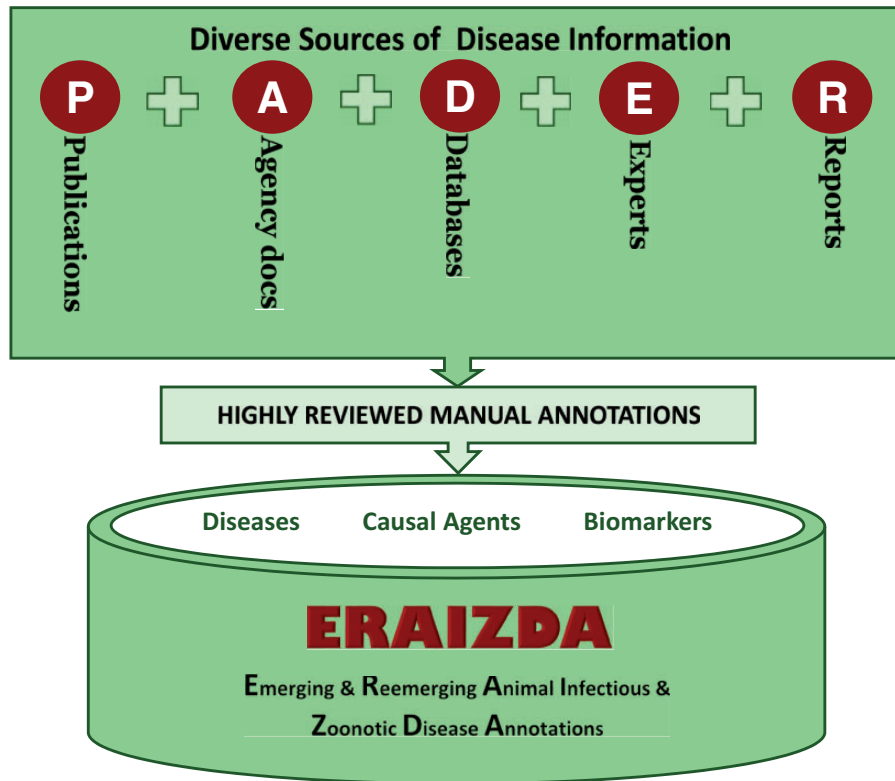 Diverse Sources of Disease Information
P A D E R
Publications
Agency docs
Databases
Experts
Reports
HIGHLY REVIEWED MANUAL ANNOTATIONS
Diseases Causal Agents Biomarkers
ERAIZDA
Emerging & Reemerging Animal Infectious &
Zoonotic Disease Annotations